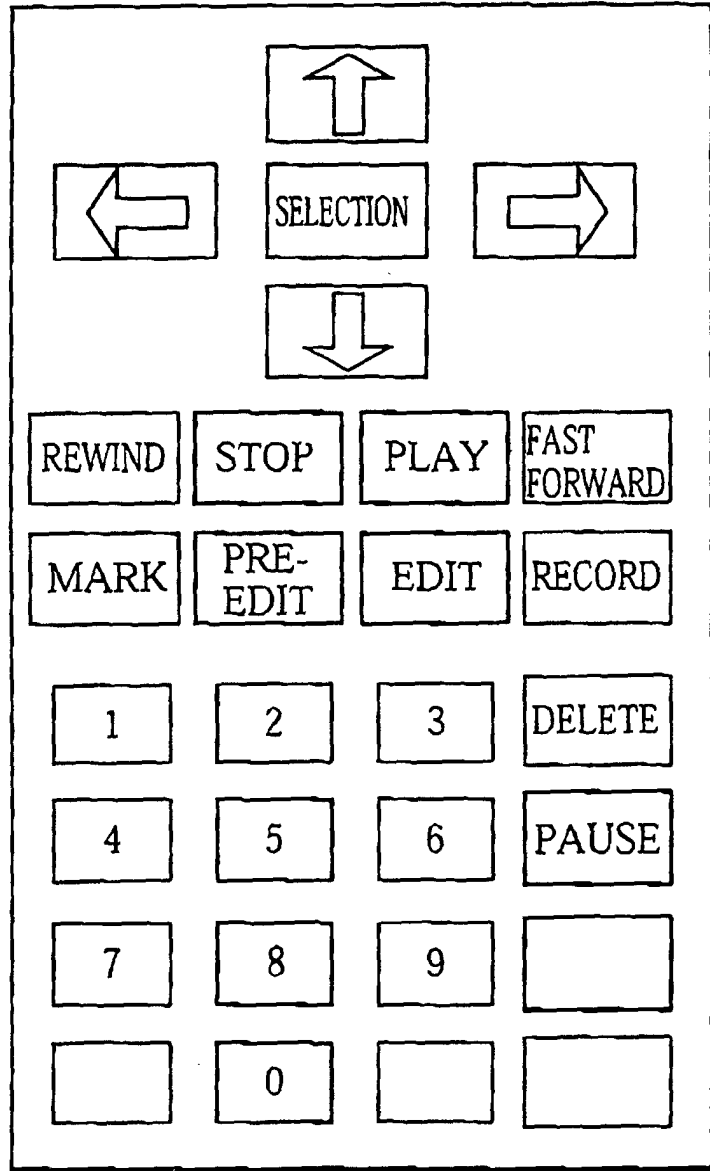 SELECTION
REWIND STOP PLAY FAST
FORWARD
MARK PRE-
EDIT EDIT RECORD
1 2 3 DELETE
4 5 6 PAUSE
7 8 9
0